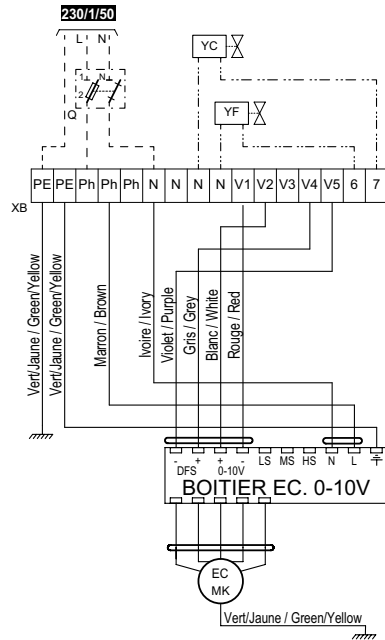 230/1/50
L N
YC
1 N
2
Q
YF
PE PE Ph Ph N N N N V1 V2 V3 V4 V5 6 7
XB
Vert/Jaune / Green/Yellow
Vert/Jaune / Green/Yellow
Marron / Brown
Ivoire / Ivory
Violet / Purple
Gris / Grey
Blanc / White
Rouge / Red
- + + - LS MS HS N L
DFS 0-10V
BOITIER EC. 0-10V
EC
MK
Vert/Jaune / Green/Yellow